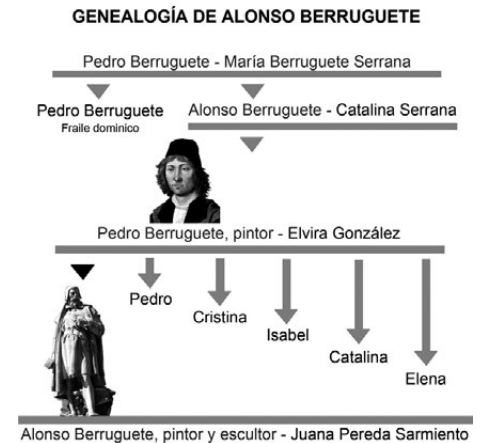 GENEALOGÍA DE ALONSO BERRUGUETE
Pedro Berruguete - María Berruguete Serrana
Pedro Berruguete
Fraile dominico
Alonso Berruguete - Catalina Serrana
Pedro Berruguete, pintor - Elvira González
Pedro
Cristina
Isabel
Catalina
Elena
Alonso Berruguete, pintor y escultor - Juana Pereda Sarmiento